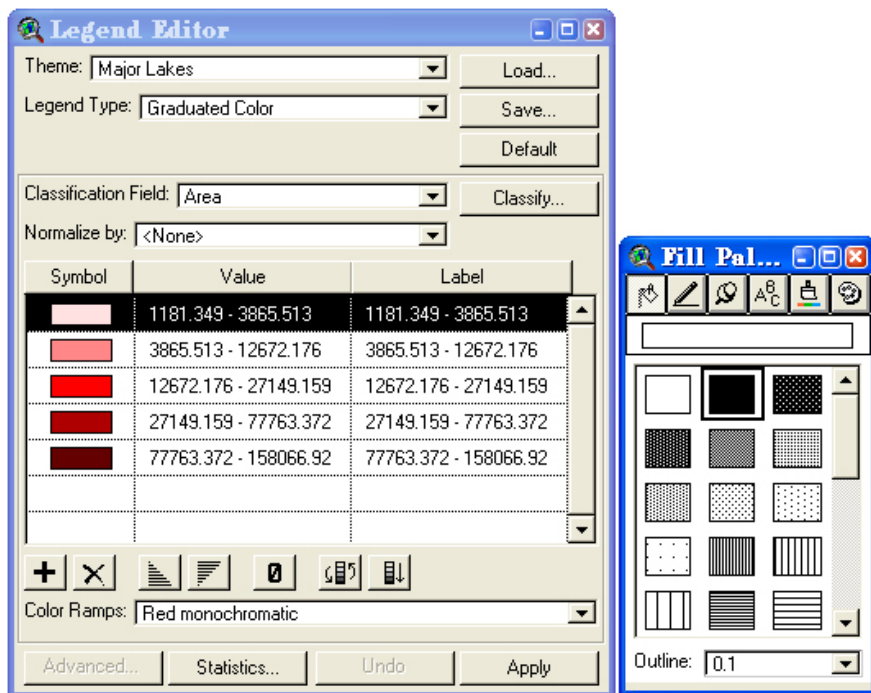 Legend Editor
Theme: Major Lakes
Load...
Legend Type: Graduated Color
Save...
Default
Classification Field: Area
Classify...
Normalize by: <None>
Symbol Value Label
1181.349 - 3865.513 1181.349 - 3865.513
3865.513 - 12672.176 3865.513 - 12672.176
12672.176 - 27149.159 12672.176 - 27149.159
27149.159 - 77763.372 27149.159 - 77763.372
77763.372 - 158066.92 77763.372 - 158066.92
0
Color Ramps: Red monochromatic
Advanced... Statistics... Undo Apply
Fill Pal...
ABC
Outline: 0.1